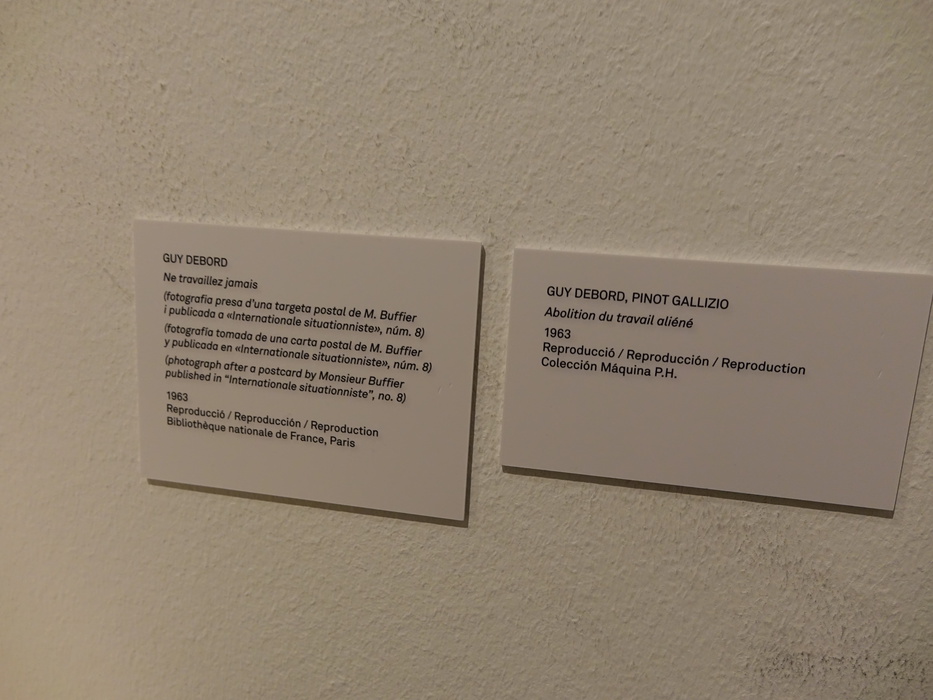 GUY DEBORD
Ne travaillez jamais
(fotografia presa d'una targeta postal de M. Buffier
i publicada a «Internationale situationniste», núm. 8)
(fotografía tomada de una carta postal de M. Buffier
y publicada en «Internationale situationniste», núm. 8)
(photograph after a postcard by Monsieur Buffier
published in "Internationale situationniste", no. 8)
1963
Reproducció / Reproducción / Reproduction
Bibliothèque nationale de France, Paris
GUY DEBORD, PINOT GALLIZIO
Abolition du travail aliéné
1963
Reproducció / Reproducción / Reproduction
Colección Máquina P.H.